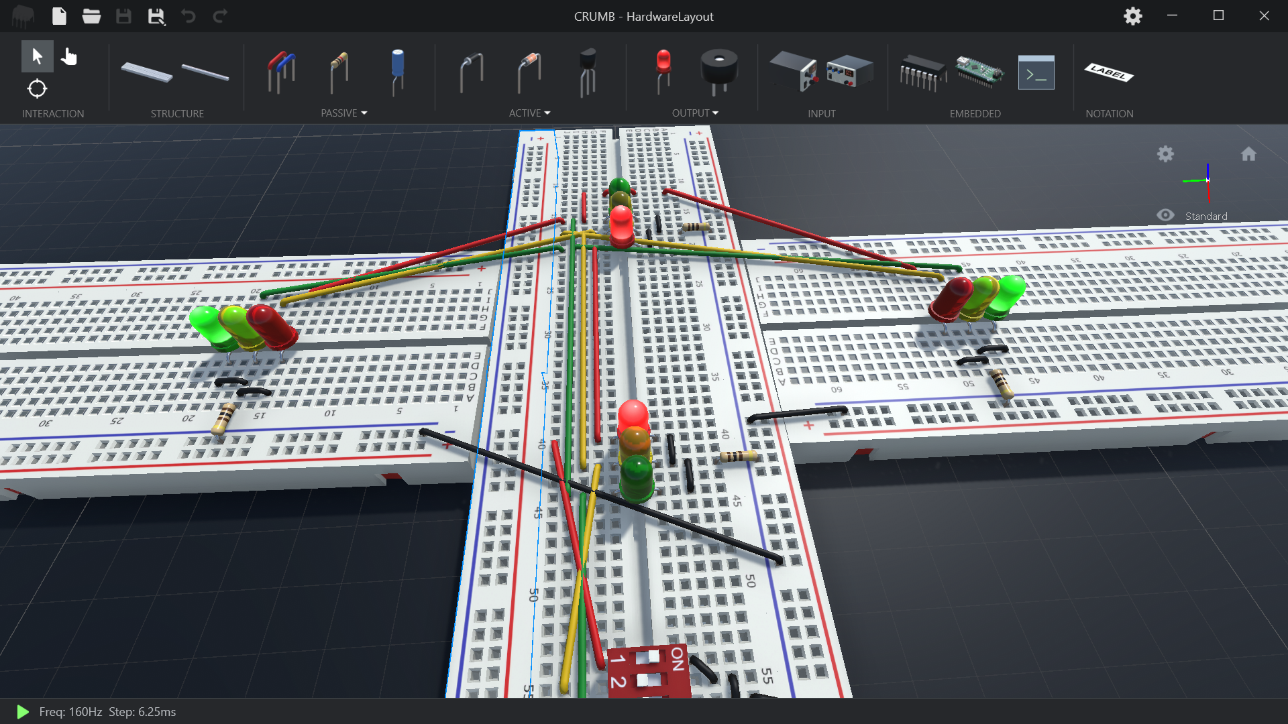 CRUMB - HardwareLayout
INTERACTION
STRUCTURE
PASSIVE
ACTIVE
OUTPUT
INPUT
EMBEDDED
LABEL
NOTATION
Standard
ON
1
2
Freq: 160Hz Step: 6.25ms